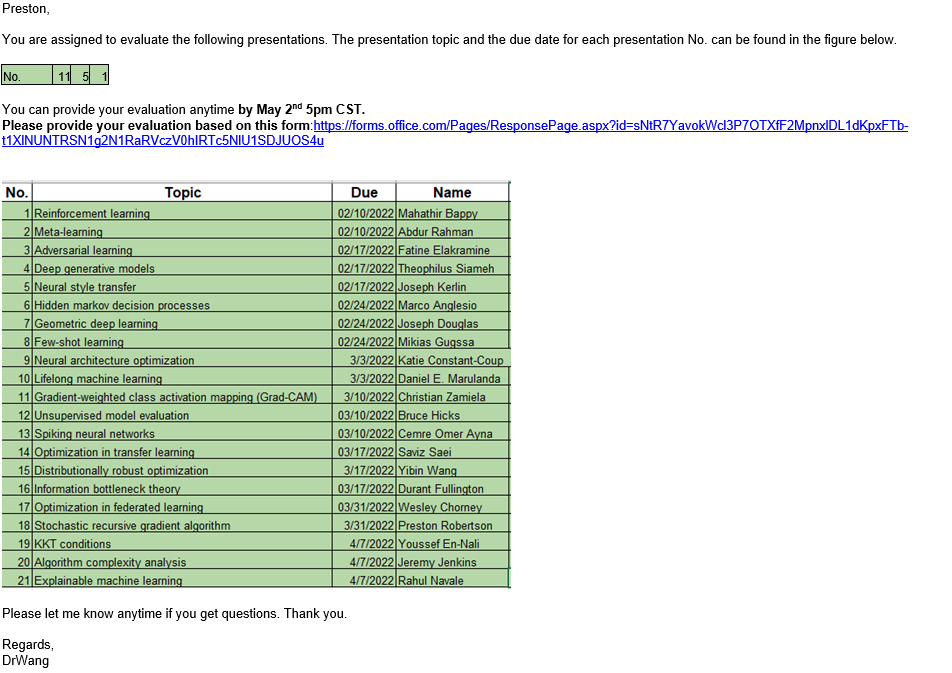 Preston,
You are assigned to evaluate the following presentations. The presentation topic and the due date for each presentation No. can be found in the figure below.
No. 11 5 1
You can provide your evaluation anytime by May 2nd 5pm CST.
Please provide your evaluation based on this form:https://forms.office.com/Pages/ResponsePage.aspx?id=sNtR7YavokWcl3P7OTXfF2MpnxIDL1dKpxFTb-
t1XlNUNTRSN1g2N1RaRVczV0hIRTc5NlU1SDJUOS4u
No. Topic Due Name
1 Reinforcement learning 02/10/2022 Mahathir Bappy
2 Meta-learning 02/10/2022 Abdur Rahman
3 Adversarial learning 02/17/2022 Fatine Elakramine
4 Deep generative models 02/17/2022 Theophilus Siameh
5 Neural style transfer 02/17/2022 Joseph Kerlin
6 Hidden markov decision processes 02/24/2022 Marco Anglesio
7 Geometric deep learning 02/24/2022 Joseph Douglas
8 Few-shot learning 02/24/2022 Mikias Gugssa
9 Neural architecture optimization 3/3/2022 Katie Constant-Coup
10 Lifelong machine learning 3/3/2022 Daniel E. Marulanda
11 Gradient-weighted class activation mapping (Grad-CAM) 3/10/2022 Christian Zamiela
12 Unsupervised model evaluation 03/10/2022 Bruce Hicks
13 Spiking neural networks 03/10/2022 Cemre Omer Ayna
14 Optimization in transfer learning 03/17/2022 Saviz Saei
15 Distributionally robust optimization 3/17/2022 Yibin Wang
16 Information bottleneck theory 03/17/2022 Durant Fullington
17 Optimization in federated learning 03/31/2022 Wesley Chorney
18 Stochastic recursive gradient algorithm 3/31/2022 Preston Robertson
19 KKT conditions 4/7/2022 Youssef En-Nali
20 Algorithm complexity analysis 4/7/2022 Jeremy Jenkins
21 Explainable machine learning 4/7/2022 Rahul Navale
Please let me know anytime if you get questions. Thank you.
Regards,
DrWang